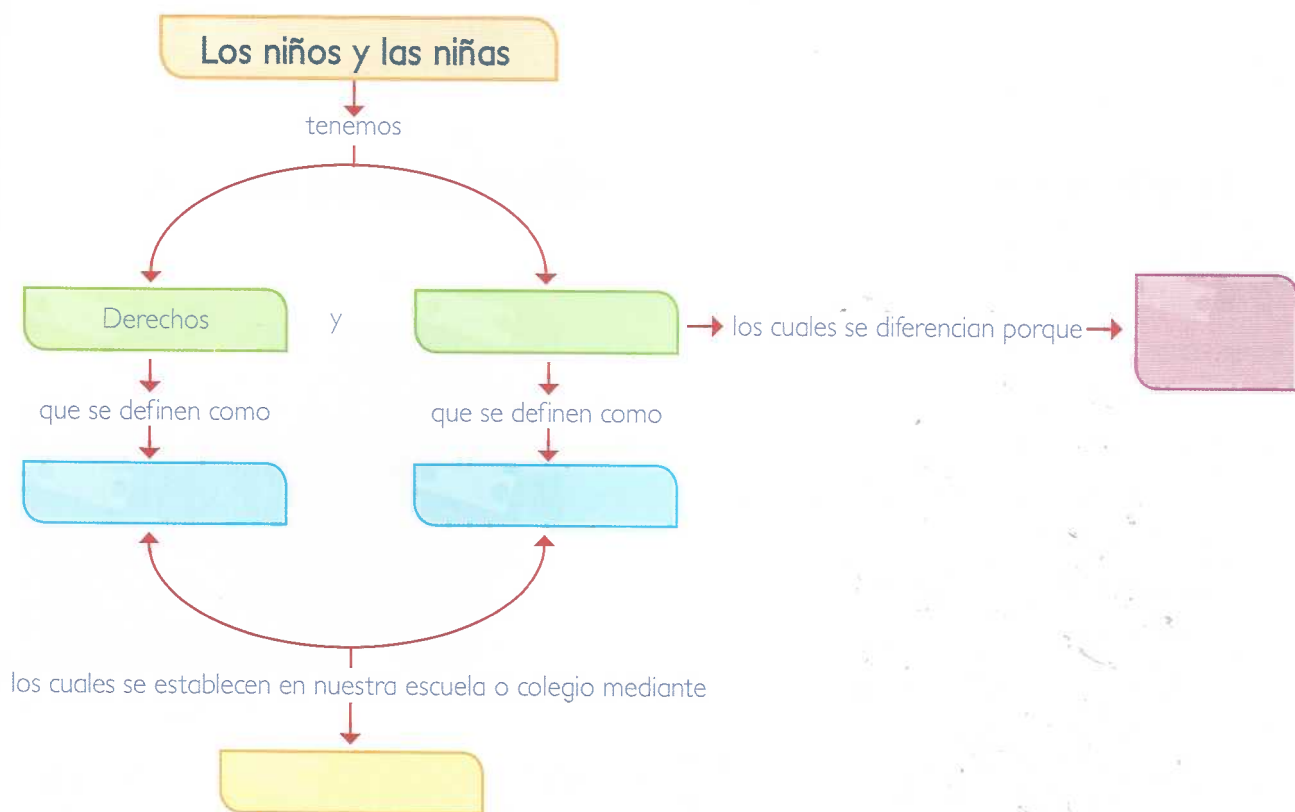 Los niños y las niñas
tenemos
Derechos
y
los cuales se diferencian porque
que se definen como
que se definen como
los cuales se establecen en nuestra escuela o colegio mediante